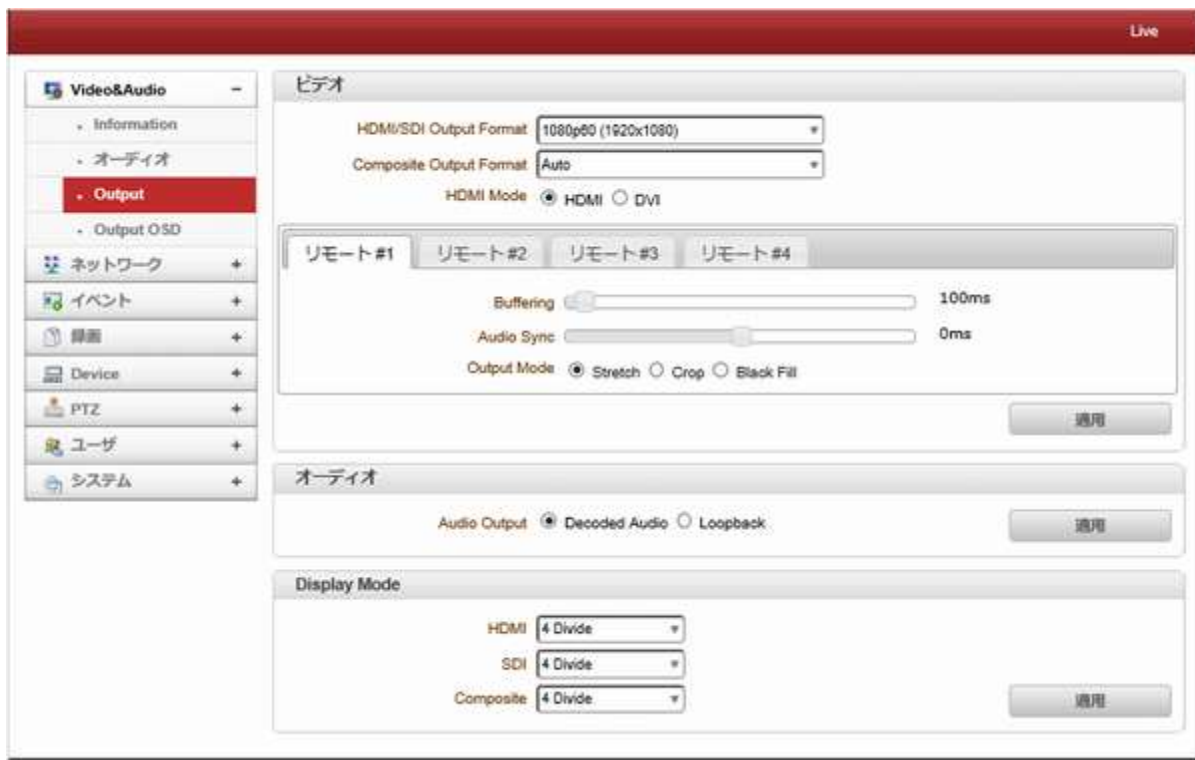 Live
Video&Audio −
Information
オーディオ
Output
Output OSD
ネットワーク +
イベント +
録画 +
Device +
PTZ +
ユーザ +
システム +
ビデオ
HDMI/SDI Output Format 1080p60 (1920x1080)
Composite Output Format Auto
HDMI Mode HDMI DVI
リモート #1 リモート #2 リモート #3 リモート #4
Buffering 100ms
Audio Sync 0ms
Output Mode Stretch Crop Black Fill
適用
オーディオ
Audio Output Decoded Audio Loopback
適用
Display Mode
HDMI 4 Divide
SDI 4 Divide
Composite 4 Divide
適用